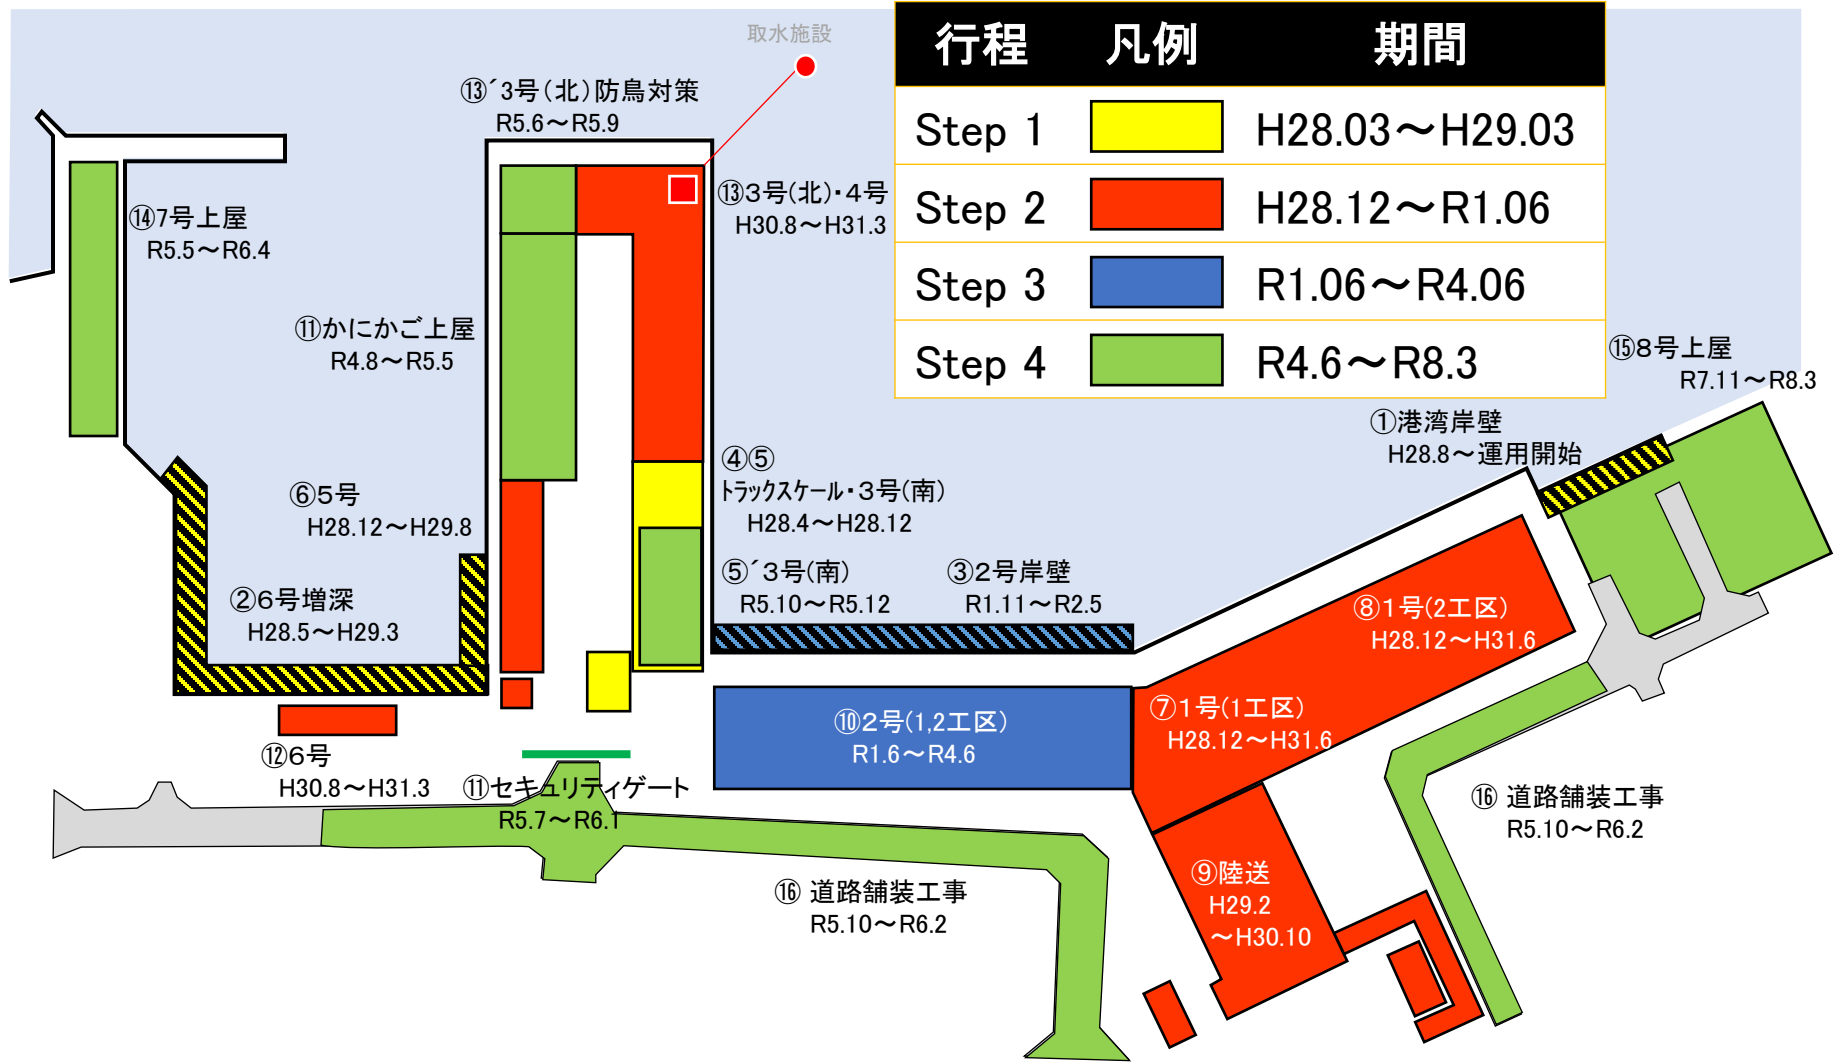 取水施設
行程 凡例 期間
Step 1 H28.03～H29.03
Step 2 H28.12～R1.06
Step 3 R1.06～R4.06
Step 4 R4.6～R8.3
⑬´3号(北)防鳥対策
R5.6～R5.9
⑬3号(北)・4号
H30.8～H31.3
⑭7号上屋
R5.5～R6.4
⑪かにかご上屋
R4.8～R5.5
⑮8号上屋
R7.11～R8.3
①港湾岸壁
H28.8～運用開始
④⑤
トラックスケール・3号(南)
H28.4～H28.12
⑥5号
H28.12～H29.8
⑤´3号(南)
R5.10～R5.12
③2号岸壁
R1.11～R2.5
②6号増深
H28.5～H29.3
⑧1号(2工区)
H28.12～H31.6
⑦1号(1工区)
H28.12～H31.6
⑩2号(1,2工区)
R1.6～R4.6
⑫6号
H30.8～H31.3
⑪セキュリティゲート
R5.7～R6.1
⑯ 道路舗装工事
R5.10～R6.2
⑨陸送
H29.2
～H30.10
⑯ 道路舗装工事
R5.10～R6.2